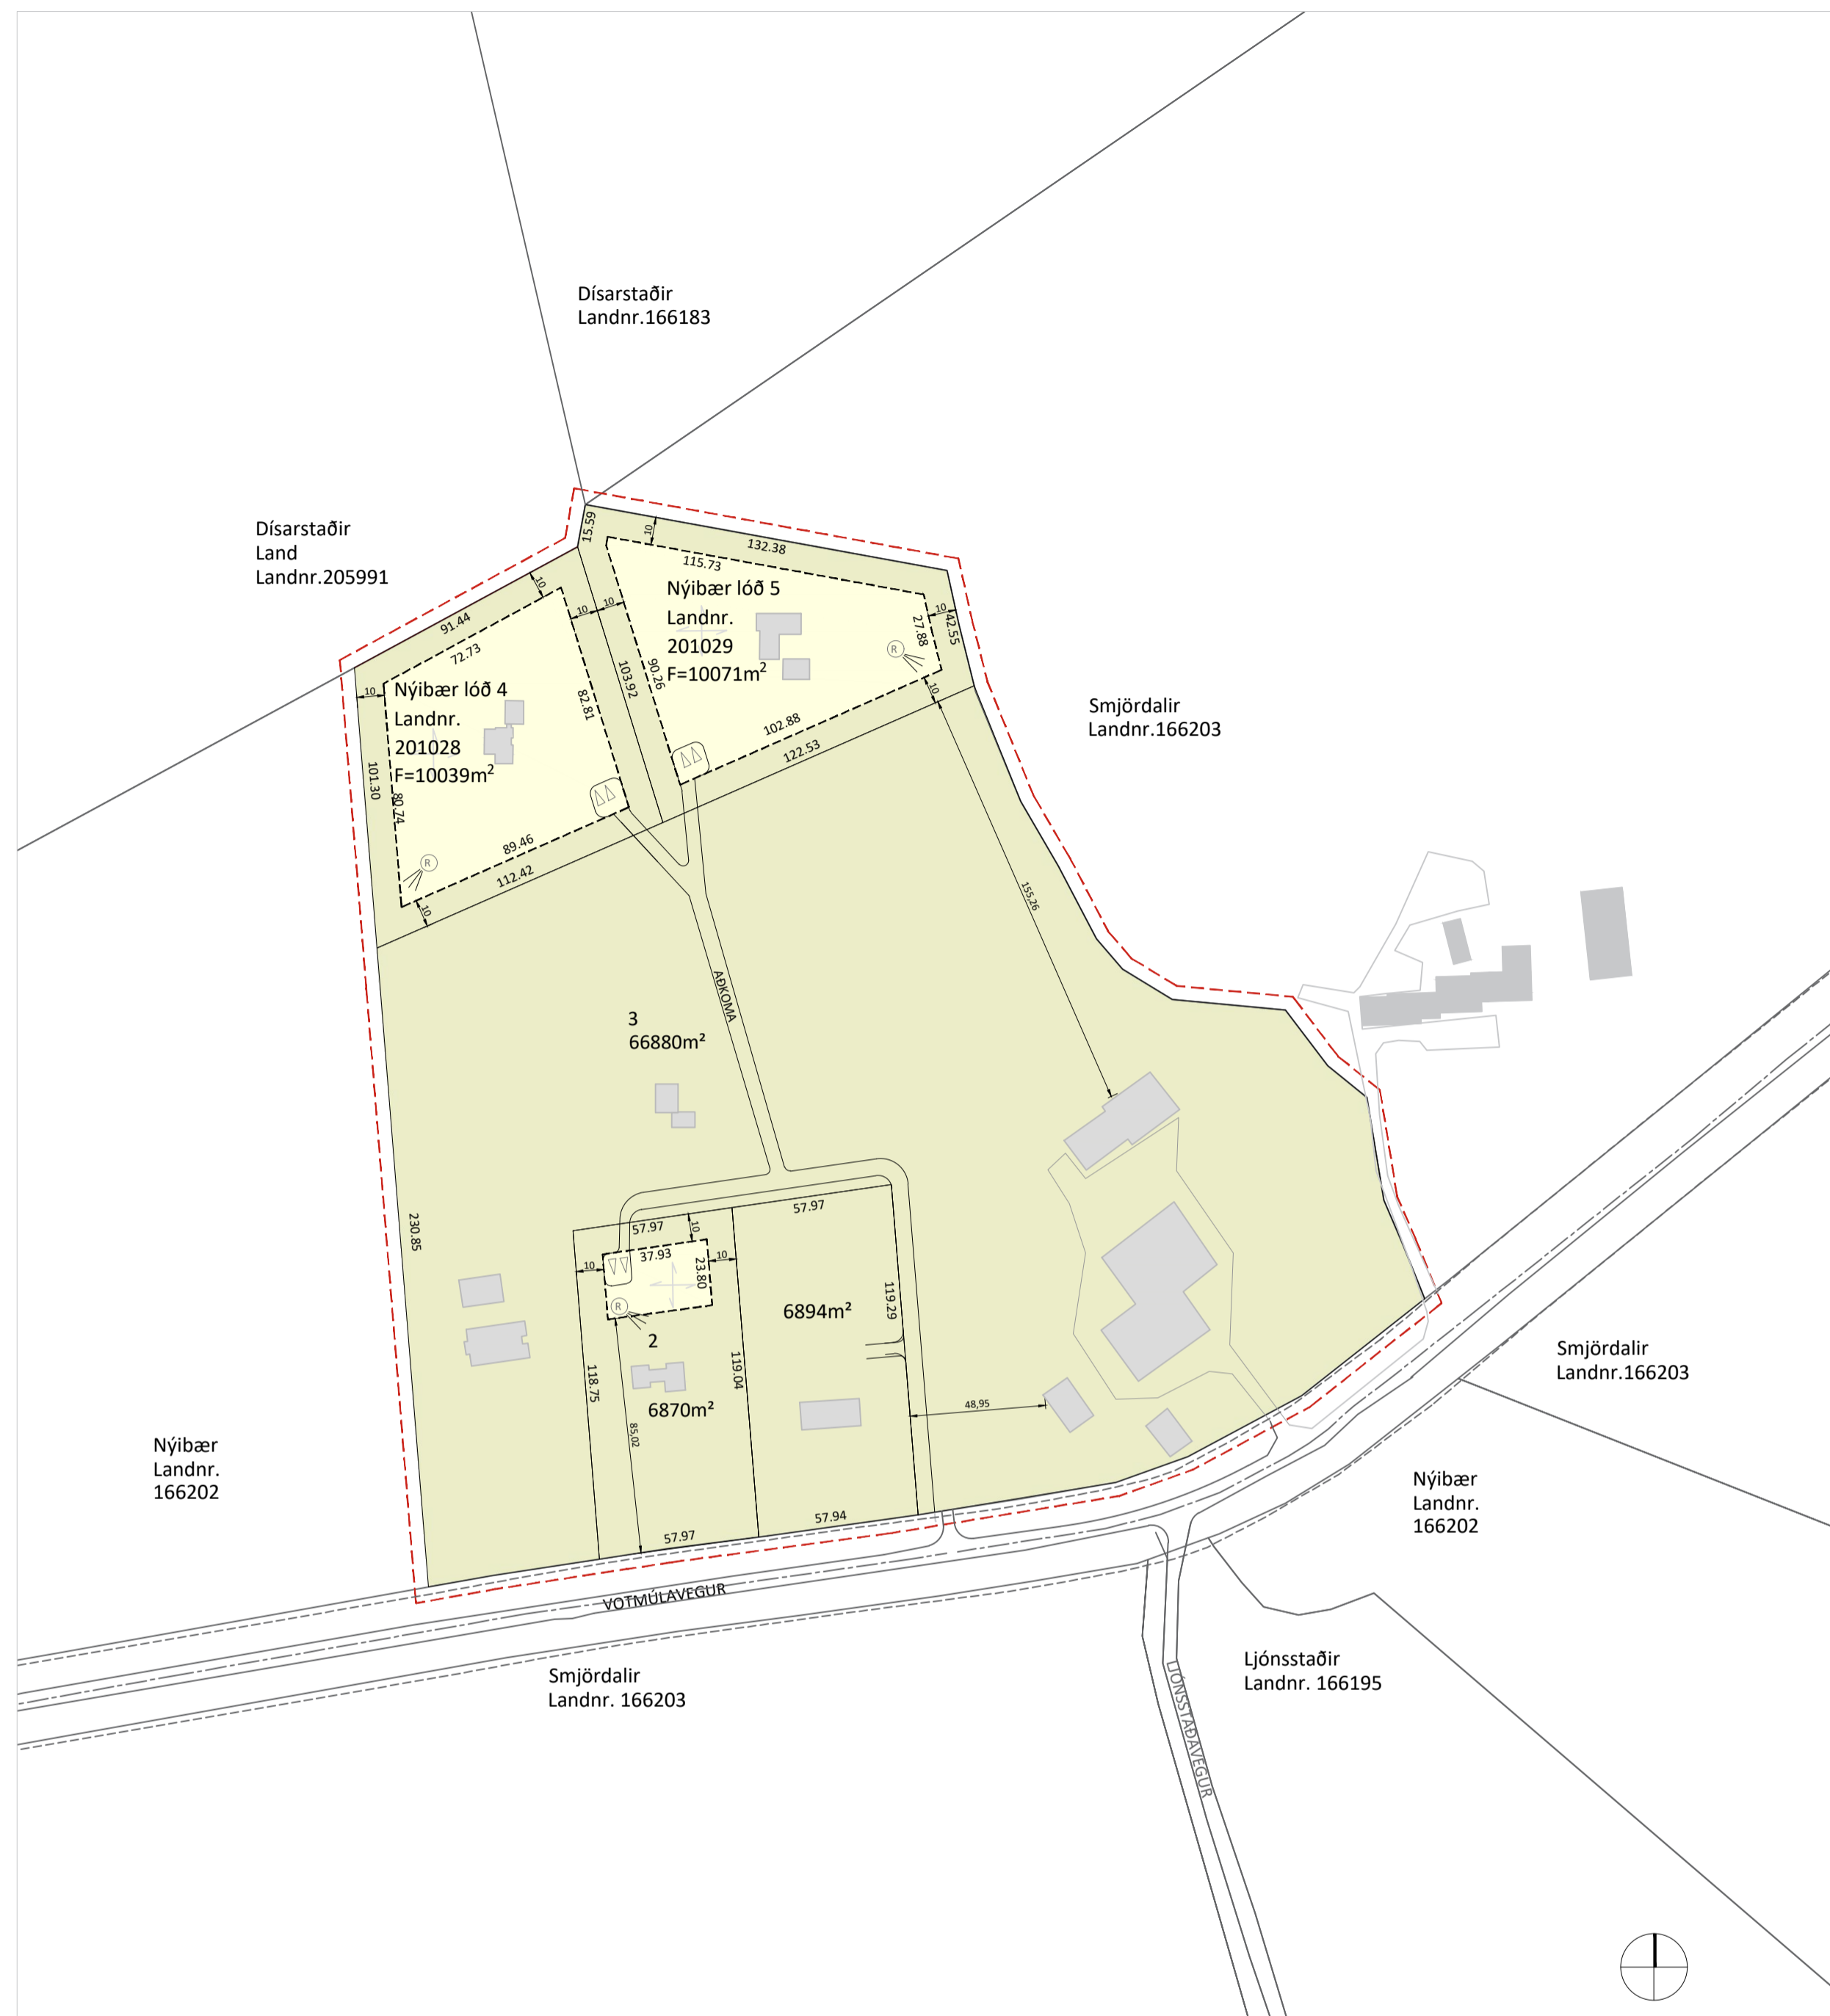 Dísarstaðir
Landnr.166183
Dísarstaðir
Land
Landnr.205991
15.59
10
132.38
115.73
Nýibær lóð 5
Landnr.
201029
F=10071m²
10
27.88
42.55
R
10
10
10
91.44
72.73
10
Nýibær lóð 4
Landnr.
201028
F=10039m²
82.81
103.92
90.26
10
102.88
122.53
101.30
80.74
R
89.46
112.42
10
Smjördalir
Landnr.166203
155,26
AÐKOMA
3
66880m²
230.85
57.97
57.97
10
10
37.93
10
23.80
R
2
6870m²
118.75
85,02
119.04
6894m²
119.29
48,95
57.97
57.94
Smjördalir
Landnr.166203
Nýibær
Landnr.
166202
Nýibær
Landnr.
166202
VOTMÚLAVEGUR
Smjördalir
Landnr. 166203
Ljónsstaðir
Landnr. 166195
LJÓNSSTAÐAVEGUR